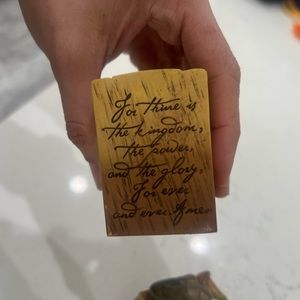 For thine is
the kingdom,
the power,
and the glory,
For ever
and ever. Amen